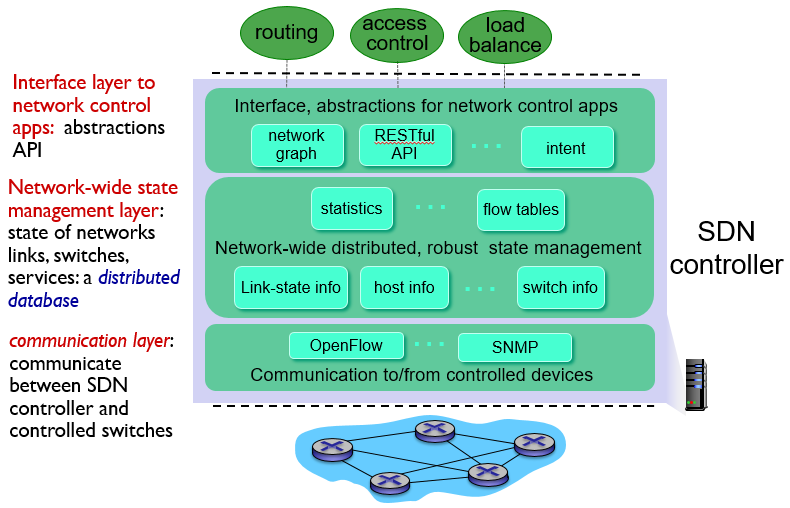 routing
access
control
load
balance
Interface layer to
network control
apps: abstractions
API
Interface, abstractions for network control apps
network
graph
RESTful
API
. . .
intent
Network-wide state
management layer:
state of networks
links, switches,
services: a distributed
database
statistics
. . .
flow tables
Network-wide distributed, robust state management
Link-state info
host info
. . .
switch info
SDN
controller
communication layer:
communicate
between SDN
controller and
controlled switches
OpenFlow
. . .
SNMP
Communication to/from controlled devices